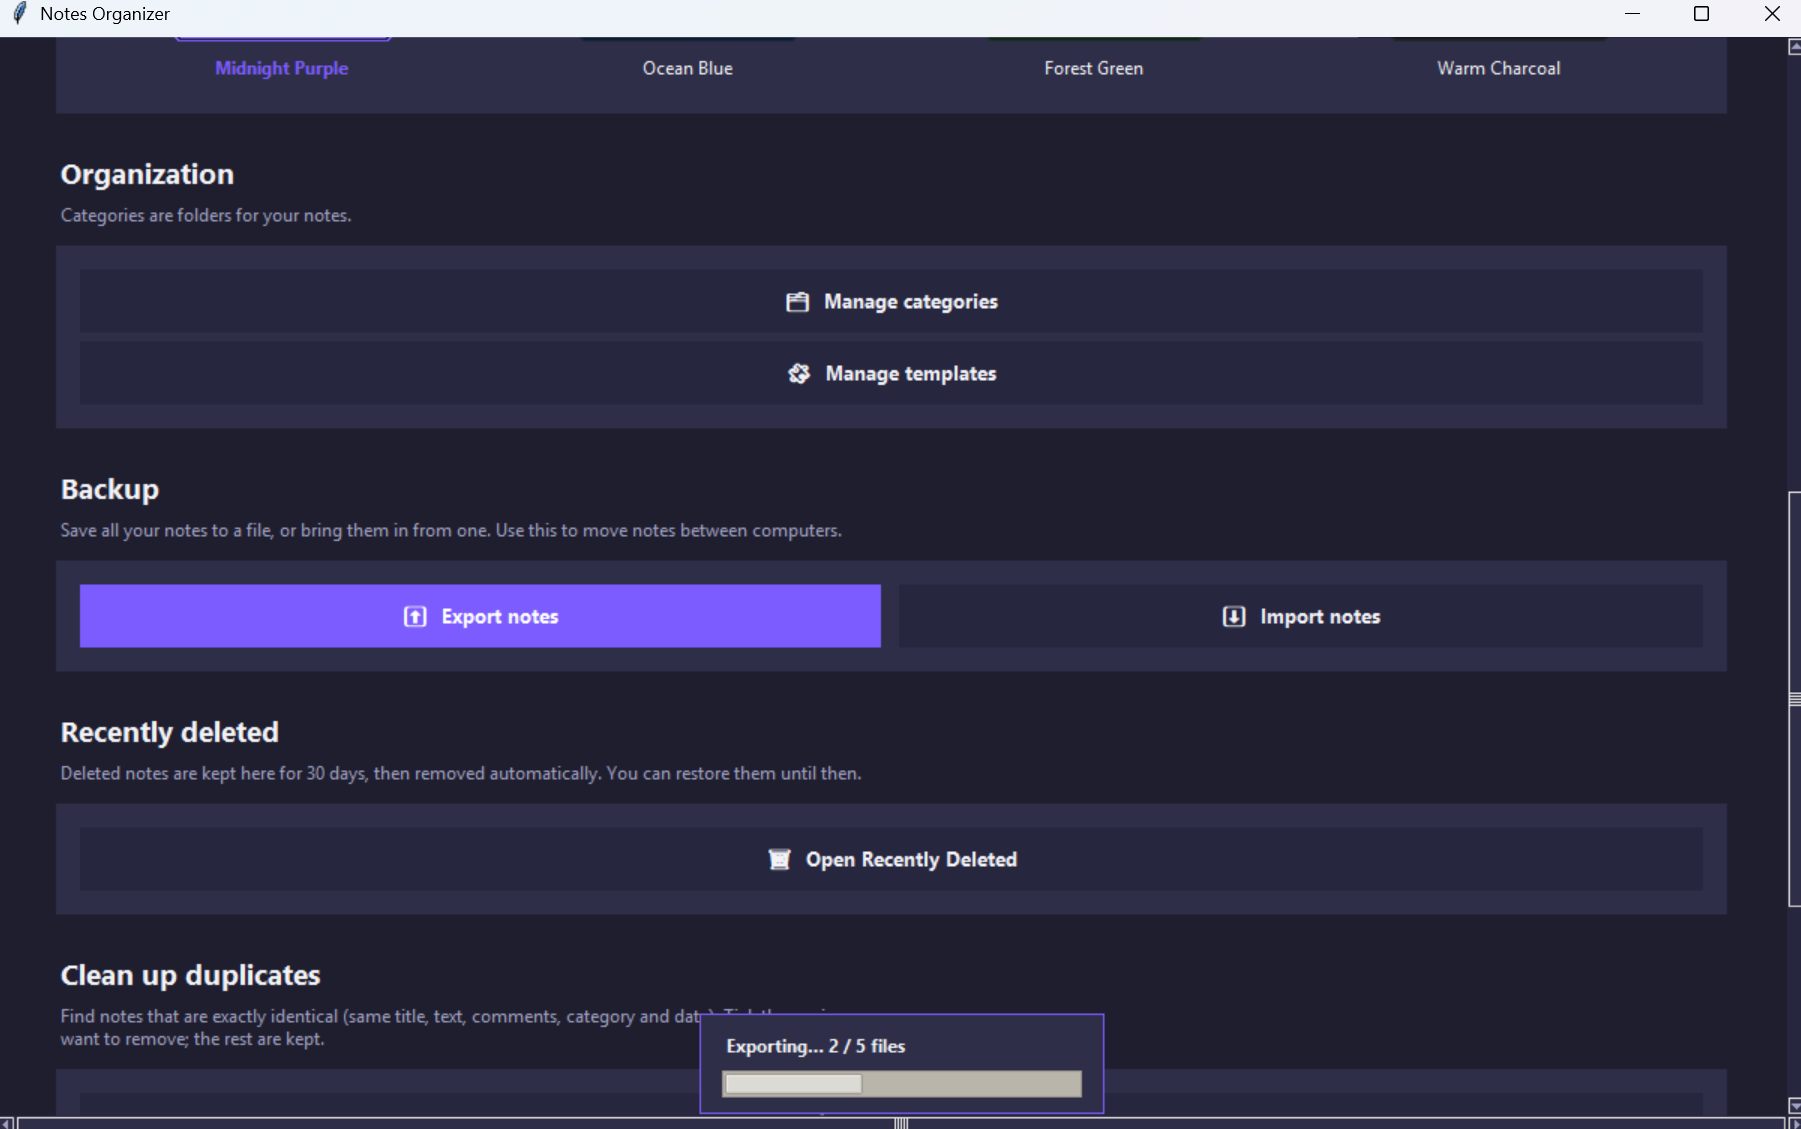 Notes Organizer
Midnight Purple
Ocean Blue
Forest Green
Warm Charcoal
Organization
Categories are folders for your notes.
Manage categories
Manage templates
Backup
Save all your notes to a file, or bring them in from one. Use this to move notes between computers.
Export notes
Import notes
Recently deleted
Deleted notes are kept here for 30 days, then removed automatically. You can restore them until then.
Open Recently Deleted
Clean up duplicates
Find notes that are exactly identical (same title, text, comments, category and
want to remove; the rest are kept.
Exporting... 2 / 5 files